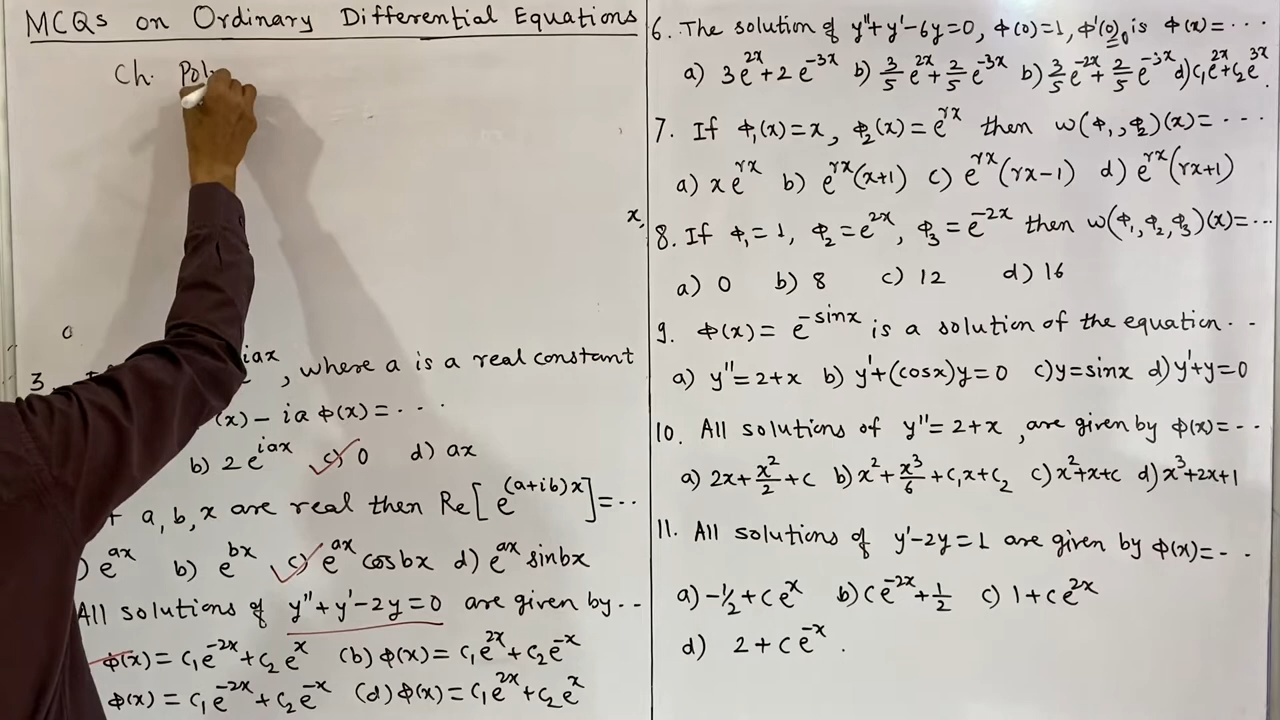 MCQs on Ordinary Differential Equations
Ch. Pol
0
3.
iax, where a is a real constant
(x) - ia φ(x) = ...
b) 2e^{iax} c) 0 d) ax
a, b, x are real then Re[e^{(a+ib)x}] = ...
) e^{ax} b) e^{bx} c) e^{ax} cos bx d) e^{ax} sin bx
All solutions of y''+y'-2y=0 are given by ..
φ(x) = c₁e^{-2x} + c₂e^{x} (b) φ(x) = c₁e^{2x} + c₂e^{-x}
φ(x) = c₁e^{-2x} + c₂e^{-x} (d) φ(x) = c₁e^{2x} + c₂e^{x}
x,
6. The solution of y''+y'-6y=0, φ(0)=1, φ'(0)=0 is φ(x)= ...
a) 3e^{2x} + 2e^{-3x} b) 3/5 e^{2x} + 2/5 e^{-3x} b) 3/5 e^{-2x} + 2/5 e^{-3x} d) c₁e^{2x} + c₂e^{3x}.
7. If φ₁(x)=x, φ₂(x)=e^{rx} then w(φ₁,φ₂)(x)= ...
a) xe^{rx} b) e^{rx}(x+1) c) e^{rx}(rx-1) d) e^{rx}(rx+1)
8. If φ₁=1, φ₂=e^{2x}, φ₃=e^{-2x} then w(φ₁,φ₂,φ₃)(x)=...
a) 0 b) 8 c) 12 d) 16
9. φ(x)= e^{-sinx} is a solution of the equation...
a) y''=2+x b) y'+(cosx)y=0 c) y=sinx d) y'+y=0
10. All solutions of y''=2+x, are given by φ(x)=--
a) 2x+x²/2+c b) x²+x³/6+c₁x+c₂ c) x²+x+c d) x³+2x+1
11. All solutions of y'-2y=1 are given by φ(x)=--
a) -1/2+ce^{x} b) ce^{-2x}+1/2 c) 1+ce^{2x}
d) 2+ce^{-x}.